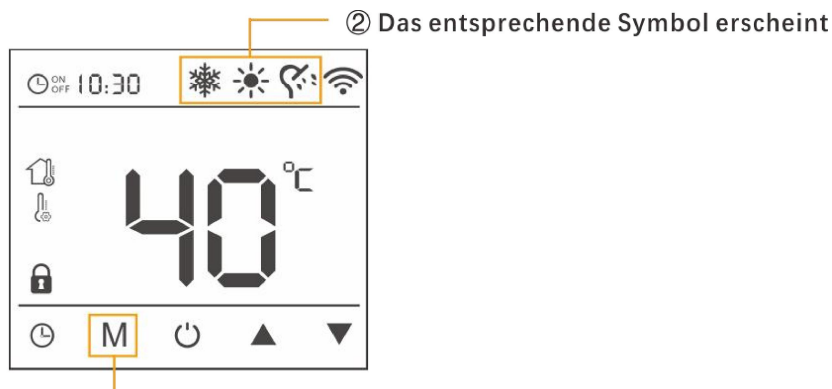 ② Das entsprechende Symbol erscheint
ON
OFF 10:30
40 °C
M